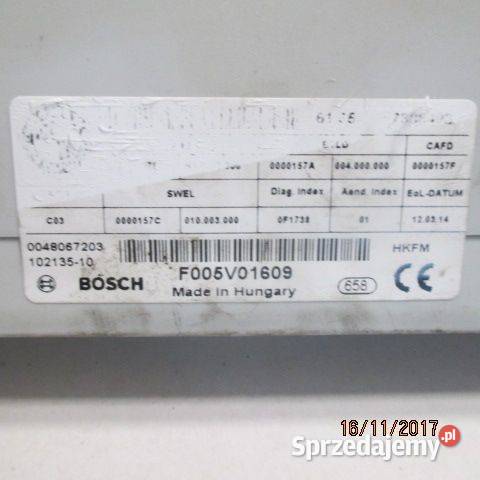 CAFD
0000157A 004.000.000 0000157F
SWEL Diag. Index Aend. Index EoL-DATUM
C03 0000157C 010.003.000 0F1738 01 12.03.14
0048067203
102135-10
HKFM
BOSCH F005V01609
Made in Hungary 658 CE
16/11/2017
Sprzedajemy.pl